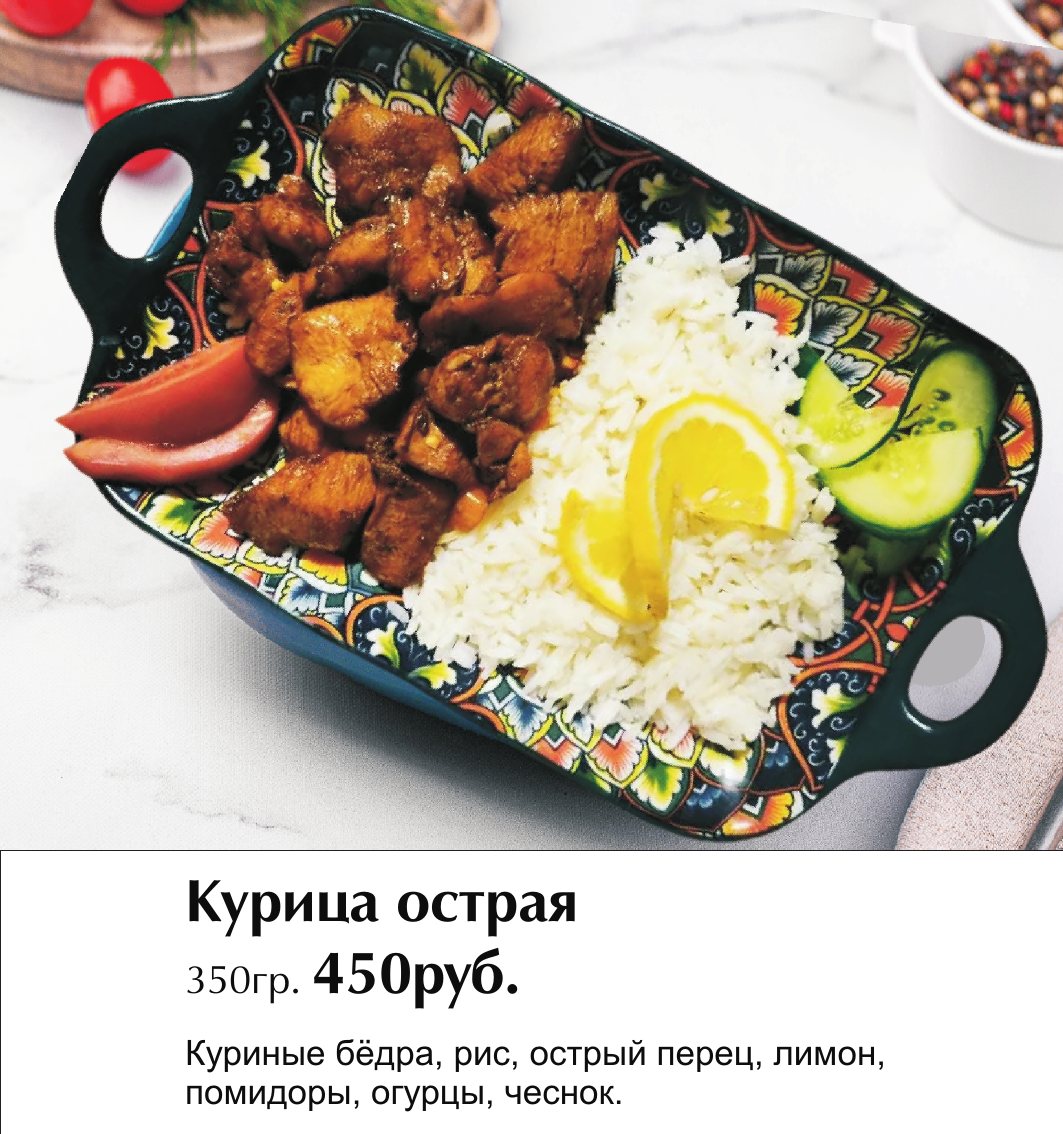 Курица острая
350гр. 450руб.
Куриные бёдра, рис, острый перец, лимон,
помидоры, огурцы, чеснок.